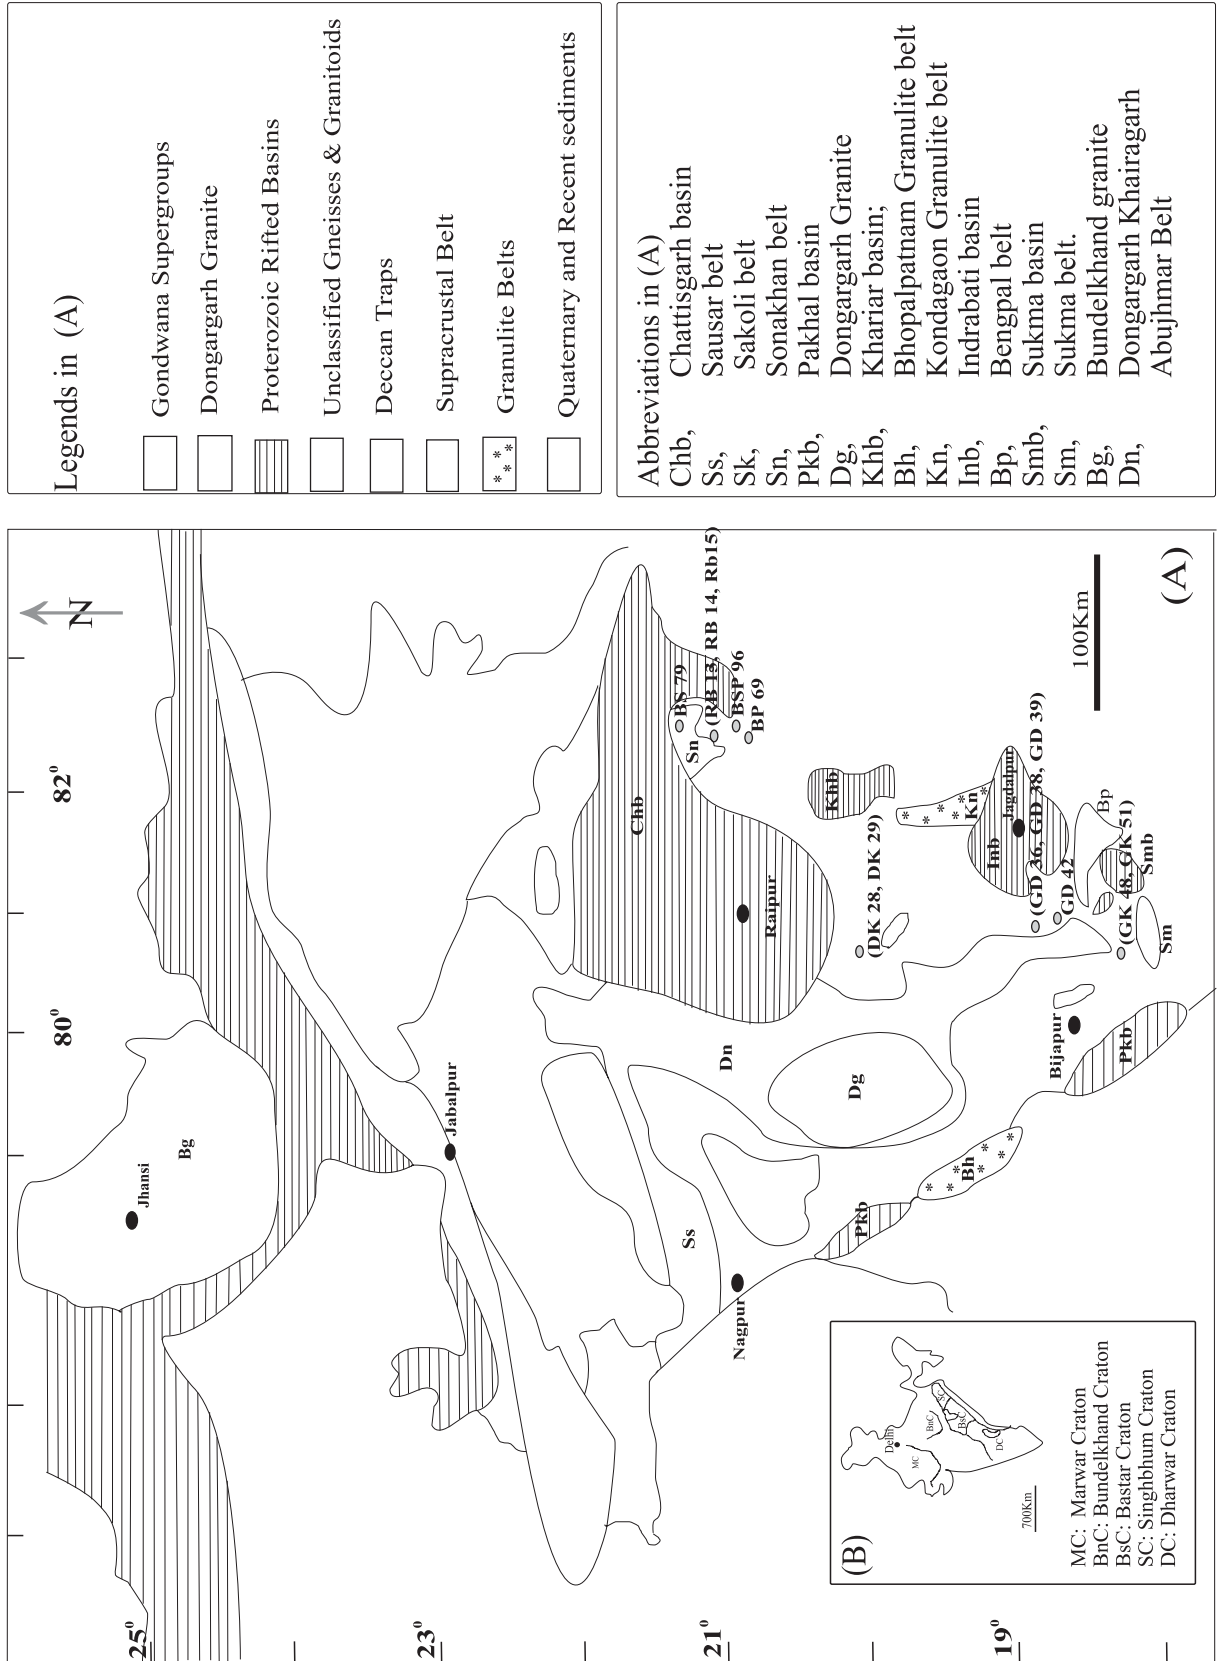 Legends in (A)
Gondwana Supergroups
Dongargarh Granite
Proterozoic Rifted Basins
Unclassified Gneisses & Granitoids
Deccan Traps
Supracrustal Belt
Granulite Belts
Quaternary and Recent sediments
Abbreviations in (A)
Chb, Chattisgarh basin
Ss, Sausar belt
Sk, Sakoli belt
Sn, Sonakhan belt
Pkb, Pakhal basin
Dg, Dongargarh Granite
Khb, Khariar basin;
Bh, Bhopalpatnam Granulite belt
Kn, Kondagaon Granulite belt
Inb, Indrabati basin
Bp, Bengpal belt
Smb, Sukma basin
Sm, Sukma belt.
Bg, Bundelkhand granite
Dn, Dongargarh Khairagarh
Abujhmar Belt
N
80⁰
82⁰
25⁰
23⁰
21⁰
19⁰
Jhansi
Bg
Jabalpur
Chb
Raipur
Sn
BS 79
(RB 13, RB 14, Rb15)
BSP 96
BP 69
Ss
Nagpur
Dn
Dg
Khb
(DK 28, DK 29)
Kn
Inb
Jagdalpur
(GD 36, GD 38, GD 39)
GD 42
Bp
Smb
(GK 48, GK 51)
Sm
Bijapur
Pkb
Bh
Pkb
100Km
(A)
(B)
Delhi
MC
BnC
SC
BsC
DC
700Km
MC: Marwar Craton
BnC: Bundelkhand Craton
BsC: Bastar Craton
SC: Singhbhum Craton
DC: Dharwar Craton